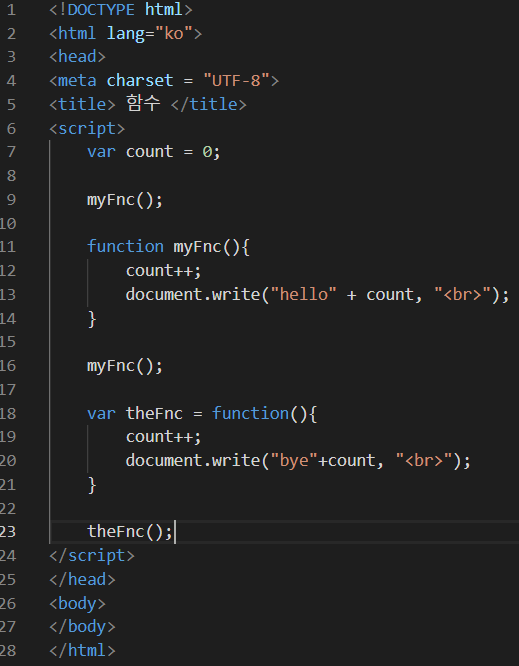 1 <!DOCTYPE html>
2 <html lang="ko">
3 <head>
4 <meta charset = "UTF-8">
5 <title> 함수 </title>
6 <script>
7     var count = 0;
8
9     myFnc();
10
11     function myFnc(){
12         count++;
13         document.write("hello" + count, "<br>");
14     }
15
16     myFnc();
17
18     var theFnc = function(){
19         count++;
20         document.write("bye"+count, "<br>");
21     }
22
23     theFnc();
24 </script>
25 </head>
26 <body>
27 </body>
28 </html>